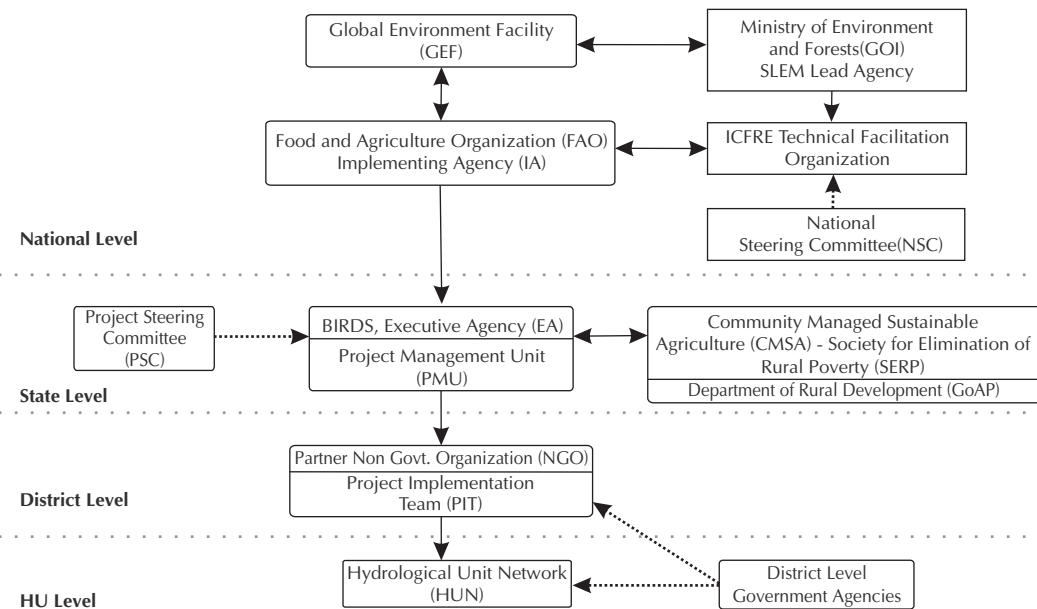 Global Environment Facility
(GEF)
Ministry of Environment
and Forests(GOI)
SLEM Lead Agency
Food and Agriculture Organization (FAO)
Implementing Agency (IA)
ICFRE Technical Facilitation
Organization
National
Steering Committee(NSC)
National Level
Project Steering
Committee
(PSC)
BIRDS, Executive Agency (EA)
Project Management Unit
(PMU)
Community Managed Sustainable
Agriculture (CMSA) - Society for Elimination of
Rural Poverty (SERP)
Department of Rural Development (GoAP)
State Level
Partner Non Govt. Organization (NGO)
Project Implementation
Team (PIT)
District Level
Hydrological Unit Network
(HUN)
District Level
Government Agencies
HU Level